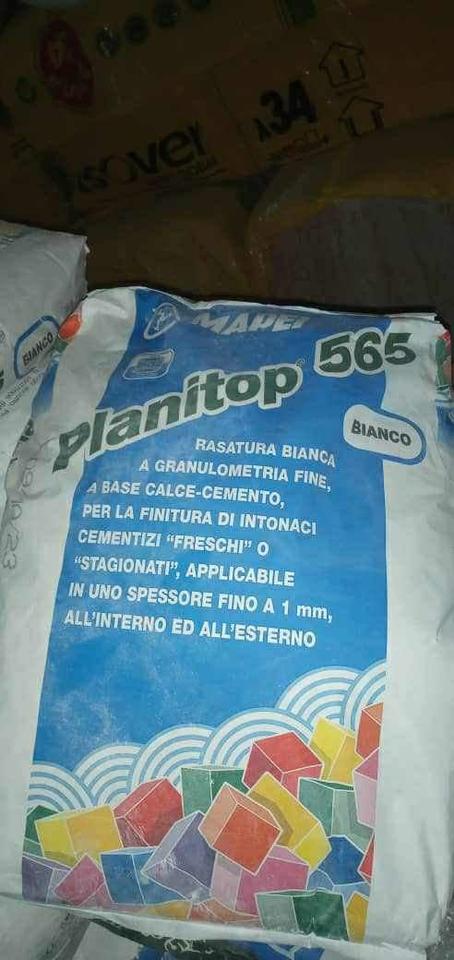 λ34
BIANCO
MAPEI
Planitop® 565
BIANCO
RASATURA BIANCA
A GRANULOMETRIA FINE,
A BASE CALCE-CEMENTO,
PER LA FINITURA DI INTONACI
CEMENTIZI “FRESCHI” O
“STAGIONATI”, APPLICABILE
IN UNO SPESSORE FINO A 1 mm,
ALL’INTERNO ED ALL’ESTERNO